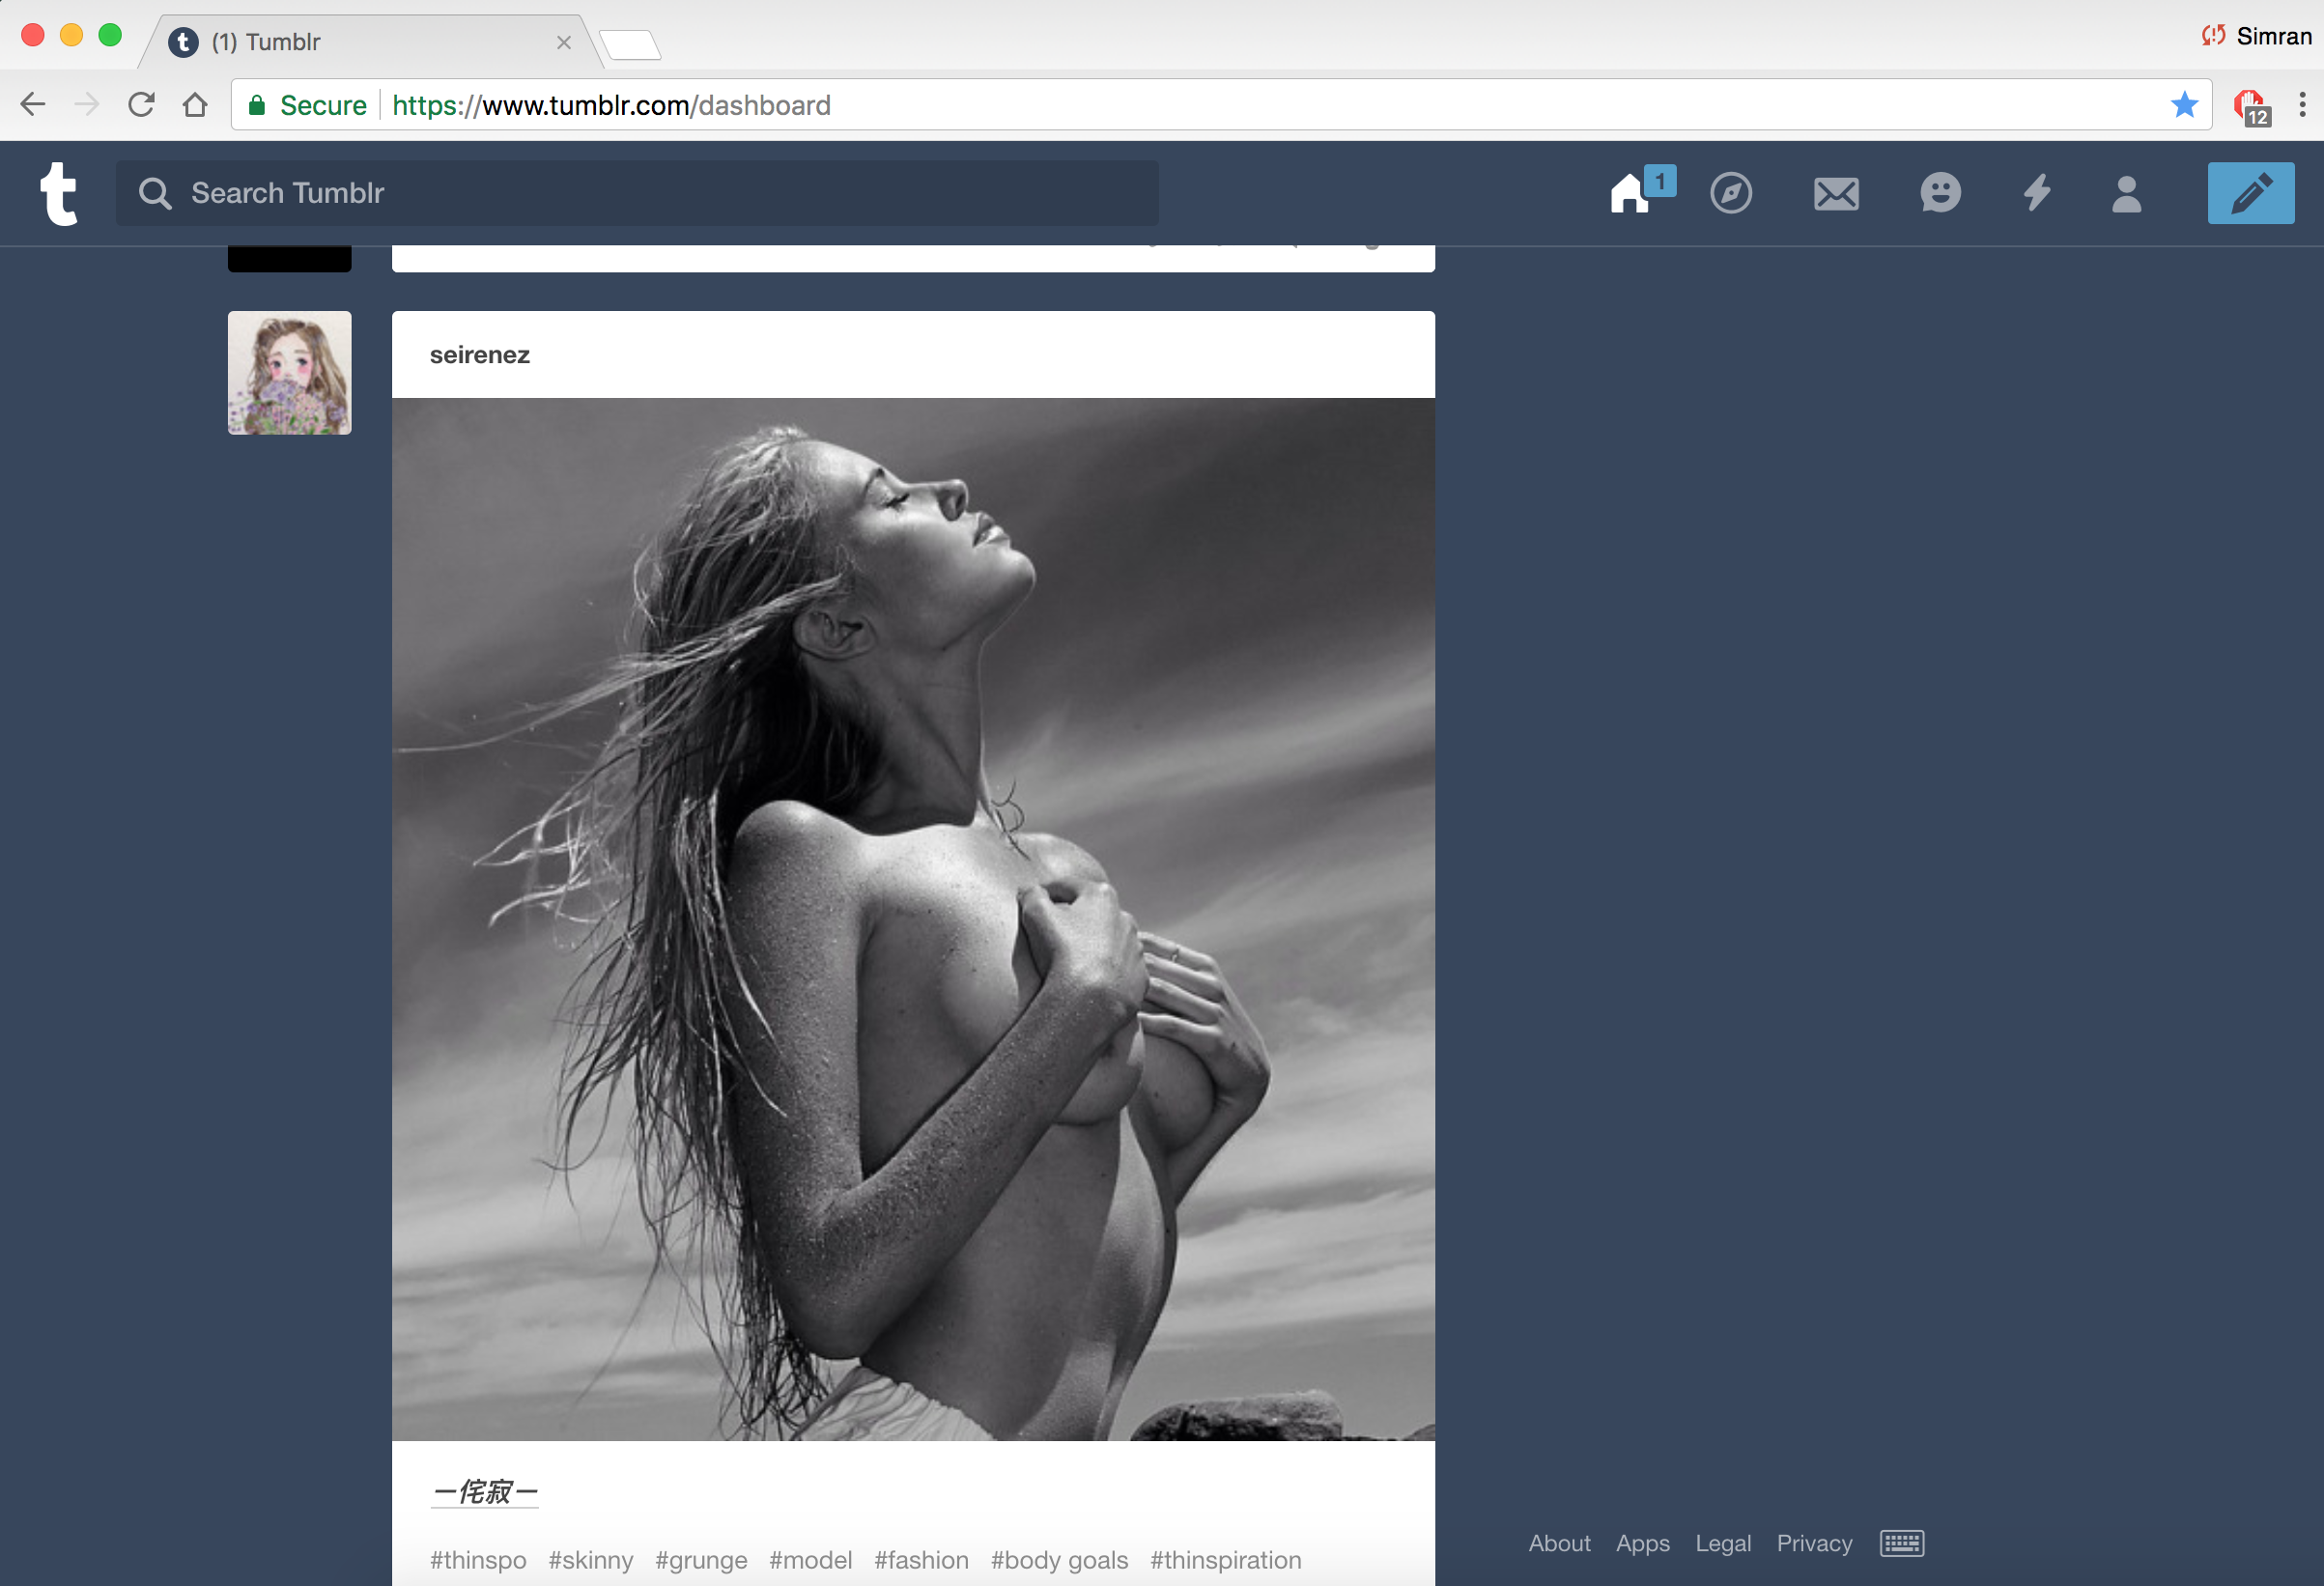 (1) Tumblr
Simran
Secure https://www.tumblr.com/dashboard
12
Search Tumblr
1
seirenez
一侘寂一
#thinspo #skinny #grunge #model #fashion #body goals #thinspiration
About Apps Legal Privacy